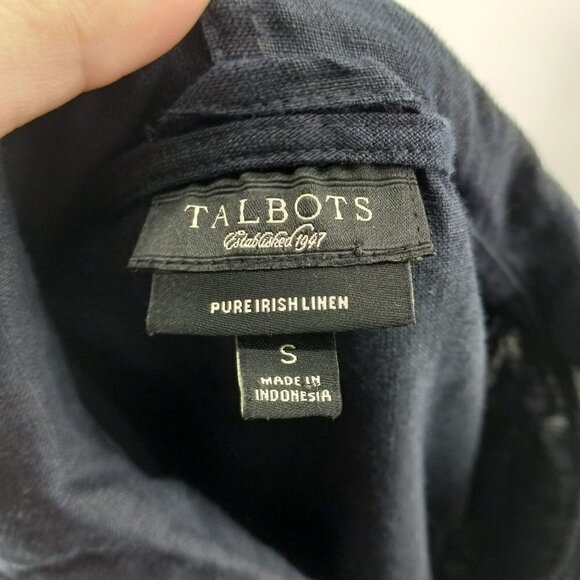 TALBOTS
Established 1947
PURE IRISH LINEN
S
MADE IN
INDONESIA